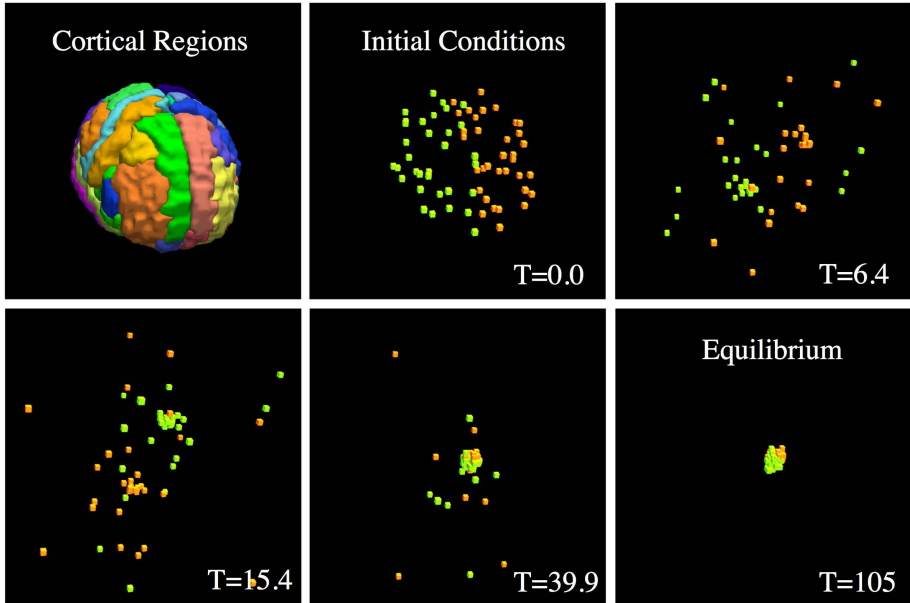 Cortical Regions
Initial Conditions
T=0.0
T=6.4
T=15.4
T=39.9
Equilibrium
T=105